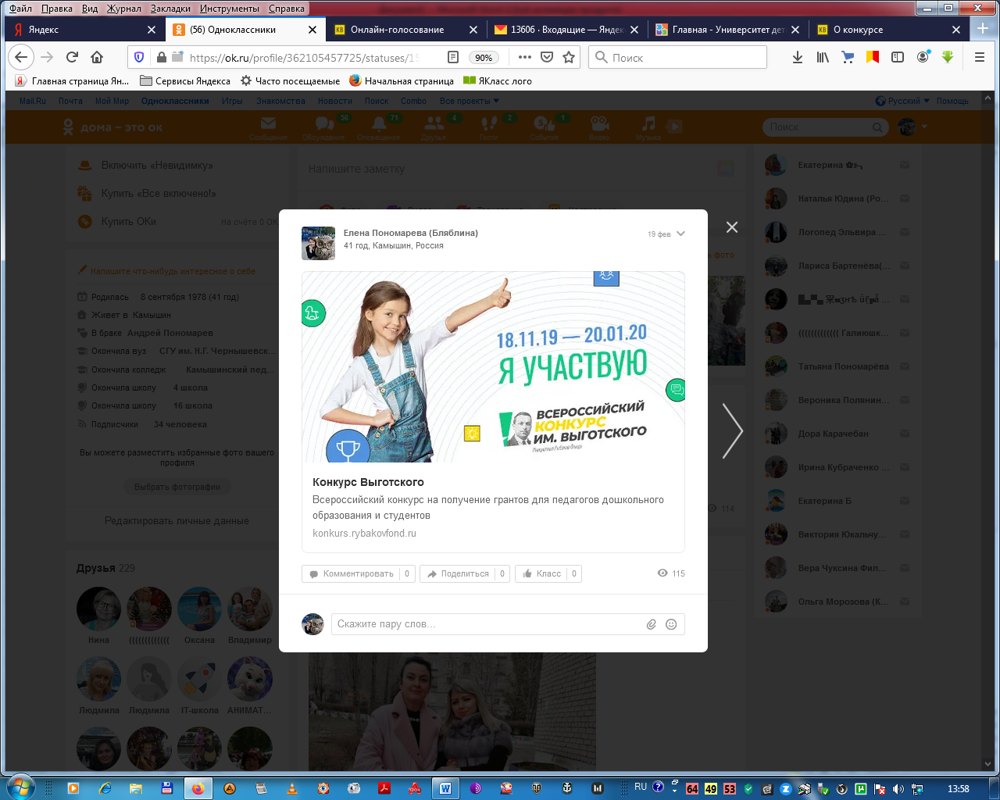 Файл Правка Вид Журнал Закладки Инструменты Справка
Яндекс
(56) Одноклассники
Онлайн-голосование
13606 · Входящие — Яндекс
Главная - Университет дет
О конкурсе
https://ok.ru/profile/362105457725/statuses/15
90%
Поиск
Главная страница Ян...
Сервисы Яндекса
Часто посещаемые
Начальная страница
ЯКласс лого
Mail.Ru Почта Мой Мир Одноклассники Игры Знакомства Новости Поиск Combo Все проекты
Русский Помощь
дома – это ок
Сообщения
Обсуждения 56
Оповещения 71
Друзья 4
Гости 2
События 1
Видео
Музыка
Поиск
Включить «Невидимку»
Купить «Все включено!»
Купить ОКи На счёте 0 ОК
Напишите что-нибудь интересное о себе
Родилась 8 сентября 1978 (41 год)
Живет в Камышин
В браке Андрей Пономарев
Окончила вуз СГУ им. Н.Г. Чернышевск...
Окончила колледж Камышинский пед...
Окончила школу 4 школа
Окончила школу 16 школа
Подписчики 34 человека
Вы можете разместить избранные фото вашего
профиля
Выбрать фотографии
Редактировать личные данные
Друзья 229
Нина ((((((((((((( Оксана Владимир
Людмила Людмила IT-школа АНИМАТ...
Напишите заметку
фото
114
Елена Пономарева (Бляблина)
41 год, Камышин, Россия
19 фев
18.11.19 — 20.01.20
Я УЧАСТВУЮ
ВСЕРОССИЙСКИЙ
КОНКУРС
ИМ. ВЫГОТСКОГО
Инициатива Рыбаков Фонда
Конкурс Выготского
Всероссийский конкурс на получение грантов для педагогов дошкольного
образования и студентов
konkurs.rybakovfond.ru
Комментировать 0
Поделиться 0
Класс 0
115
Скажите пару слов...
Екатерина
Наталья Юдина (Ро...
Логопед Эльвира ...
Лариса Бартенёва(...
((((((((((((( Галиюшк...
Татьяна Пономарёва
Вероника Полянин...
Дора Карачебан
Ирина Кубраченко ...
Екатерина Б
Виктория Юкальчу...
Вера Чуксина Фил...
Ольга Морозова (К...
RU
64 49 53
13:58